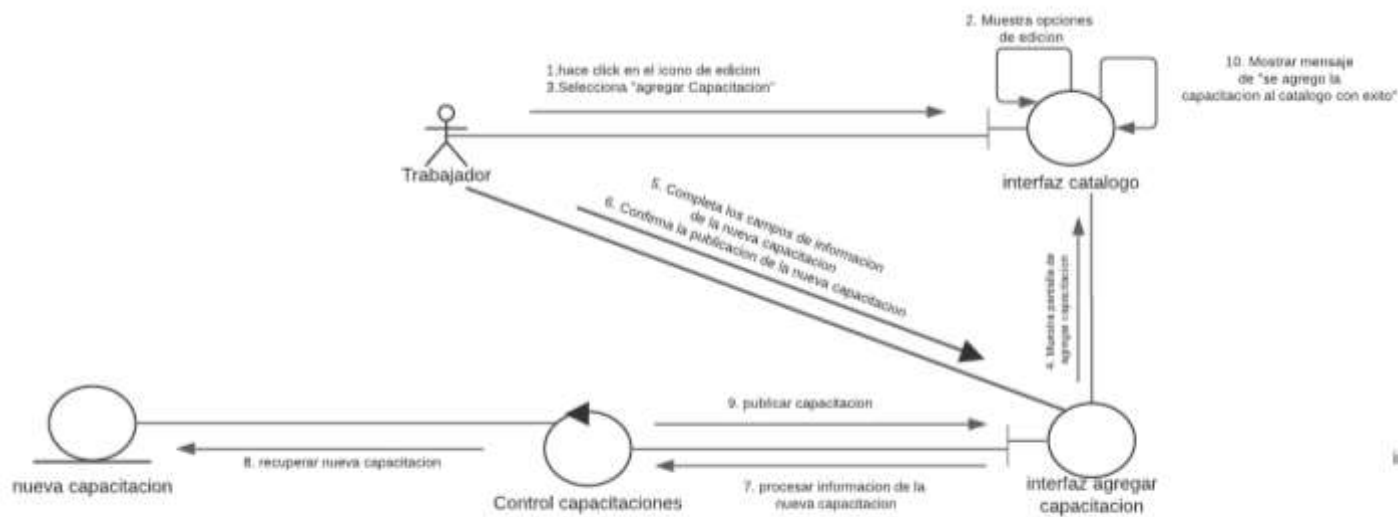 2. Muestra opciones
de edicion
1.hace click en el icono de edicion
3.Selecciona "agregar Capacitacion"
10. Mostrar mensaje
de "se agrego la
capacitacion al catalogo con exito"
Trabajador
interfaz catalogo
5. Completa los campos de informacion
de la nueva capacitacion
6. Confirma la publicacion de la nueva capacitacion
4. Muestra pantalla de
agregar capacitacion
9. publicar capacitacion
8. recuperar nueva capacitacion
7. procesar informacion de la
nueva capacitacion
nueva capacitacion
Control capacitaciones
interfaz agregar
capacitacion